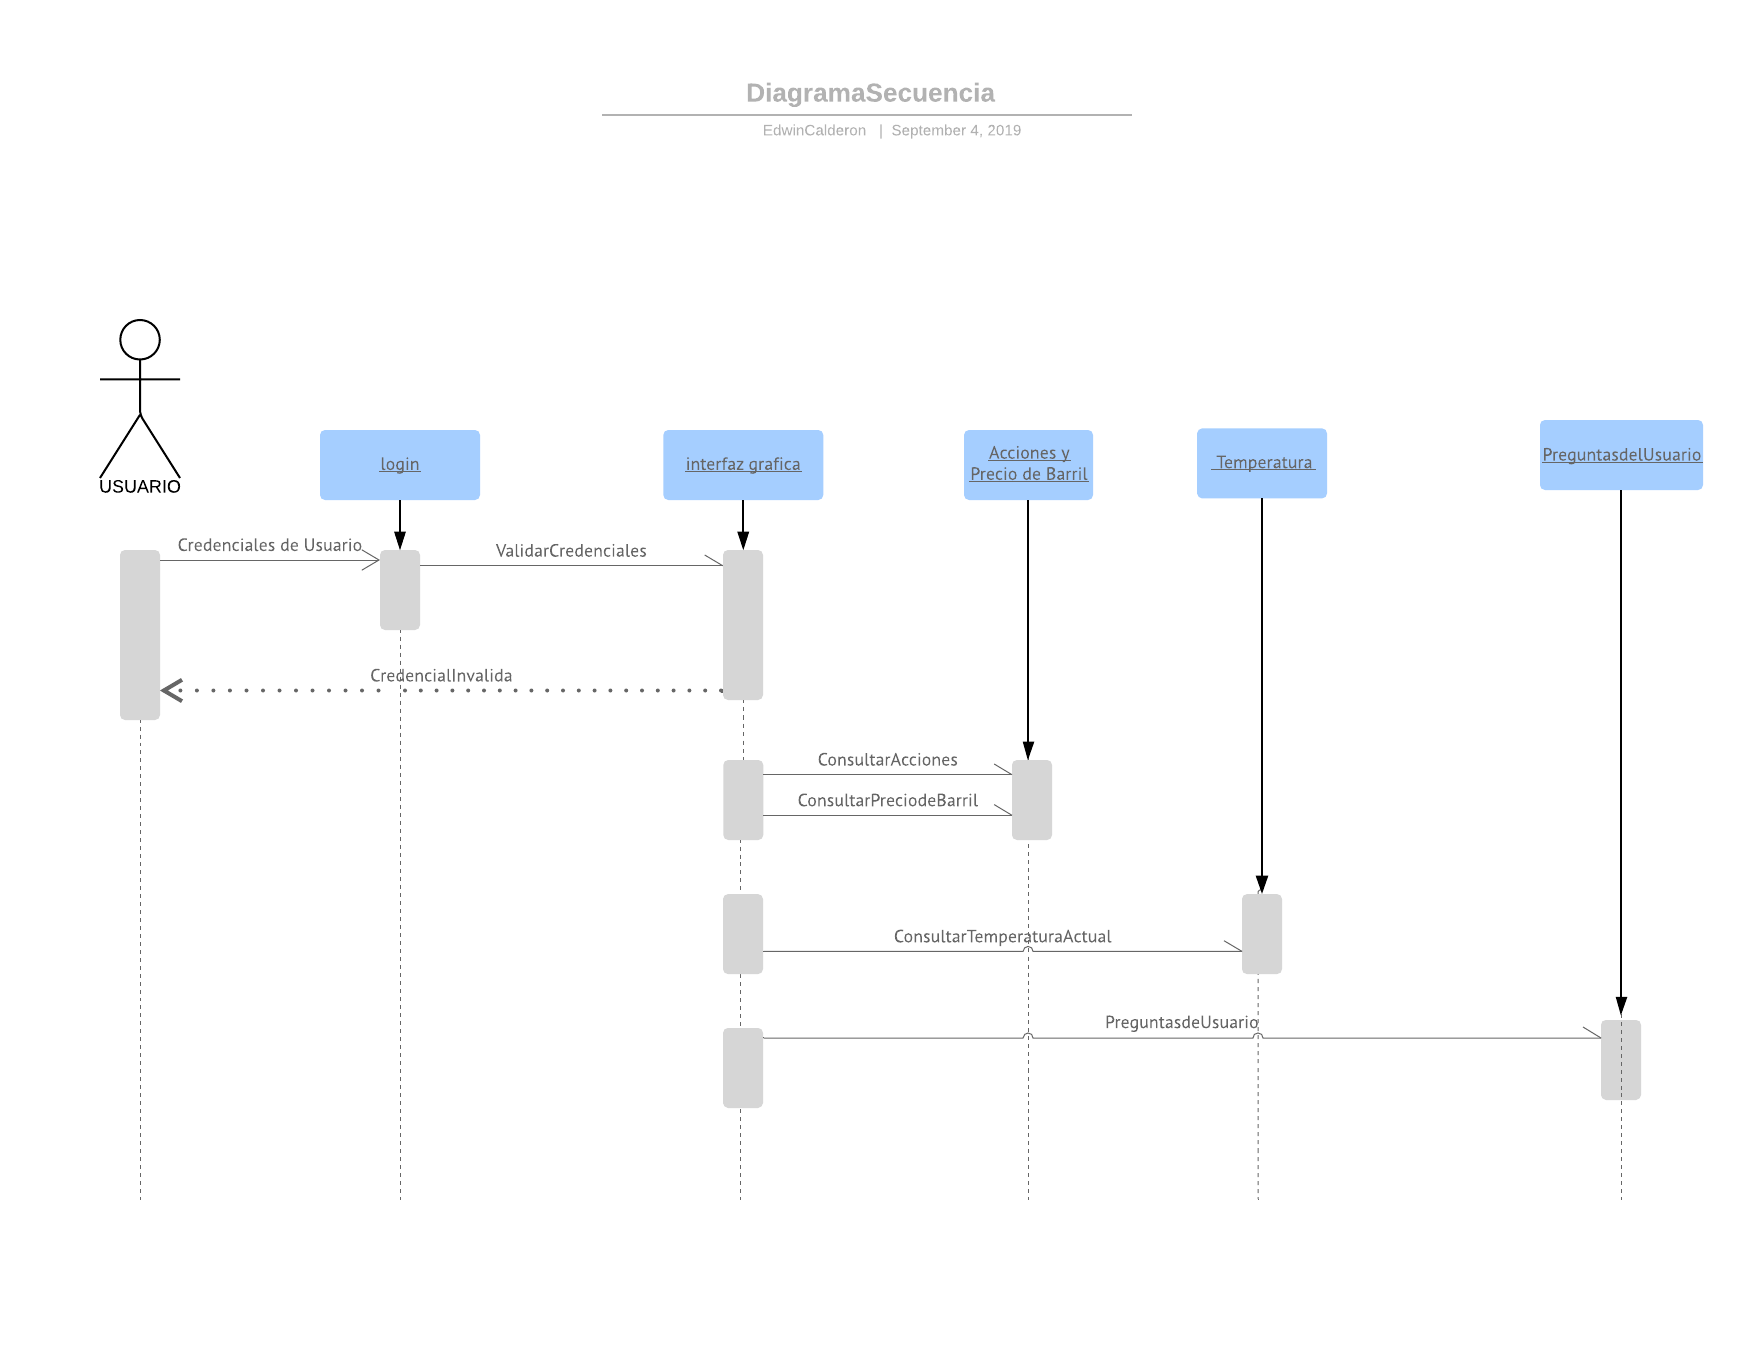 DiagramaSecuencia
EdwinCalderon | September 4, 2019
USUARIO
login
interfaz grafica
Acciones y
Precio de Barril
Temperatura
PreguntasdelUsuario
Credenciales de Usuario
ValidarCredenciales
CredencialInvalida
ConsultarAcciones
ConsultarPreciodeBarril
ConsultarTemperaturaActual
PreguntasdeUsuario